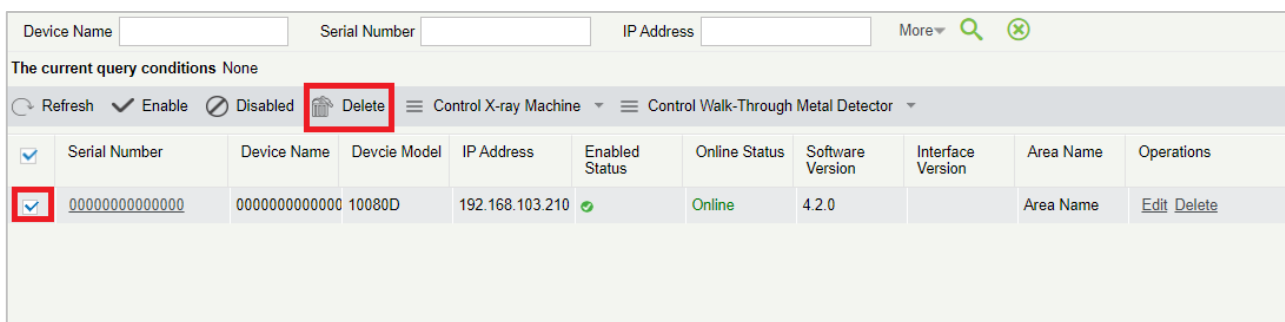 Device Name Serial Number IP Address More
The current query conditions None
Refresh Enable Disabled Delete Control X-ray Machine Control Walk-Through Metal Detector
Serial Number Device Name Devcie Model IP Address Enabled Status Online Status Software Version Interface Version Area Name Operations
00000000000000 0000000000000 10080D 192.168.103.210 Online 4.2.0 Area Name Edit Delete